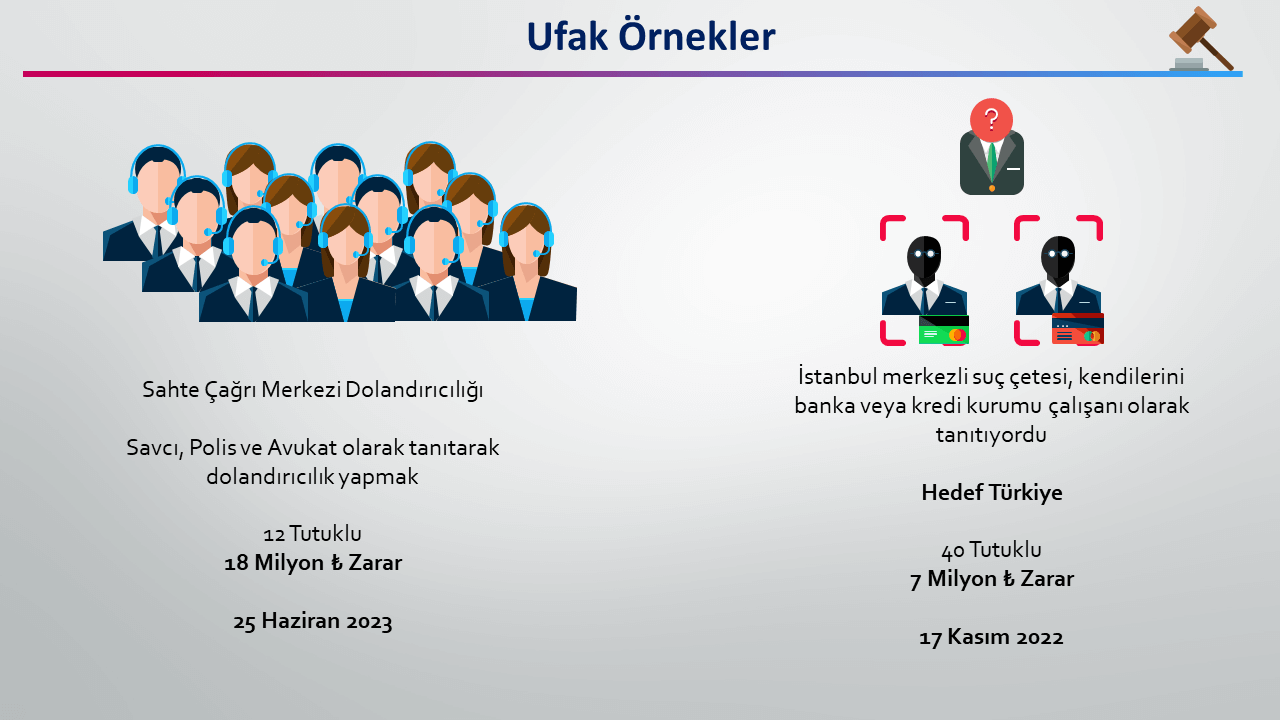 Ufak Örnekler
?
Sahte Çağrı Merkezi Dolandırıcılığı
Savcı, Polis ve Avukat olarak tanıtarak
dolandırıcılık yapmak
12 Tutuklu
18 Milyon ₺ Zarar
25 Haziran 2023
İstanbul merkezli suç çetesi, kendilerini
banka veya kredi kurumu çalışanı olarak
tanıtıyordu
Hedef Türkiye
40 Tutuklu
7 Milyon ₺ Zarar
17 Kasım 2022